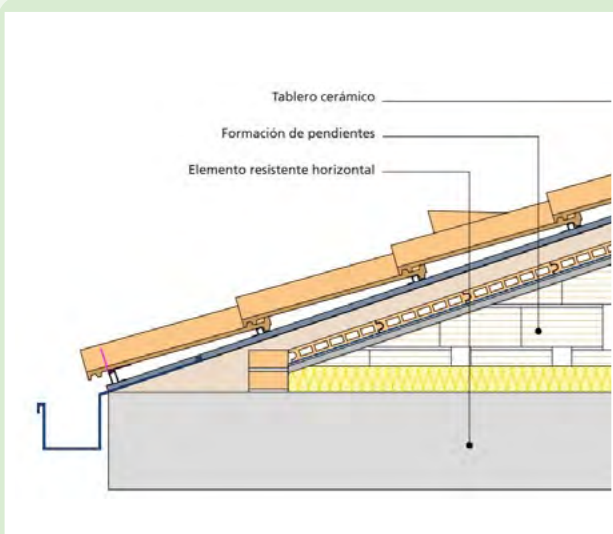 Tablero cerámico
Formación de pendientes
Elemento resistente horizontal